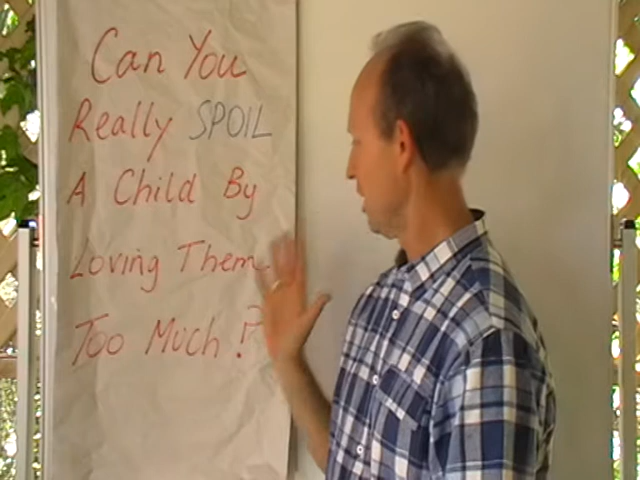 Can You
Really SPOIL
A Child By
Loving Them
Too Much!?